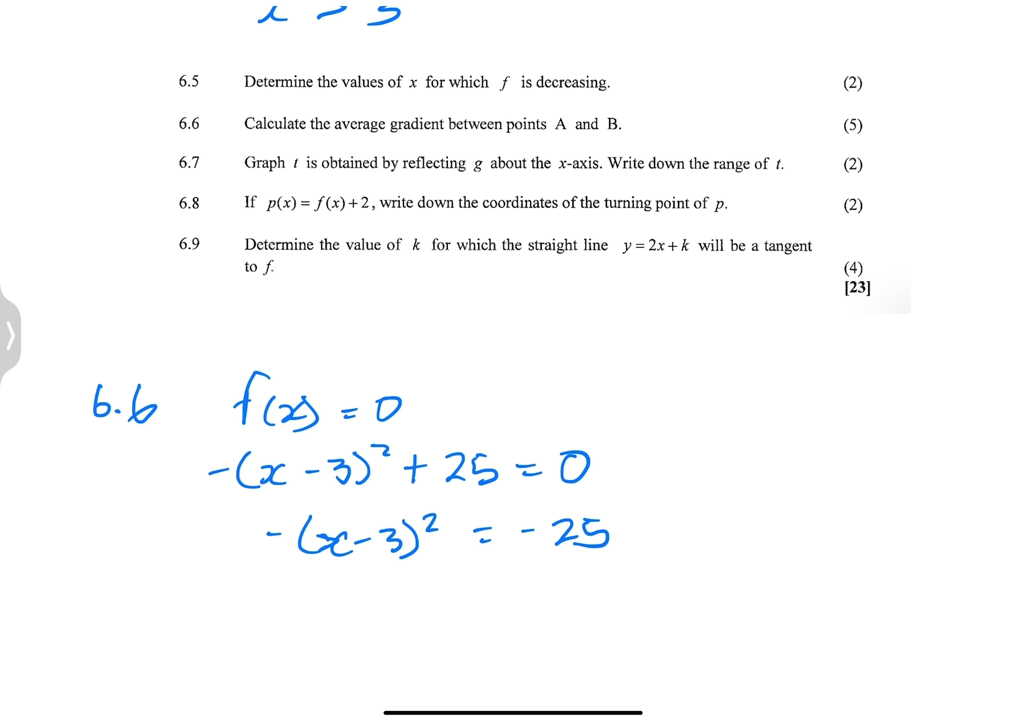 6.5 Determine the values of x for which f is decreasing. (2)
6.6 Calculate the average gradient between points A and B. (5)
6.7 Graph t is obtained by reflecting g about the x-axis. Write down the range of t. (2)
6.8 If p(x) = f(x) + 2, write down the coordinates of the turning point of p. (2)
6.9 Determine the value of k for which the straight line y = 2x + k will be a tangent
to f. (4)
[23]
6.6 f(x) = 0
-(x - 3)² + 25 = 0
-(x - 3)² = -25